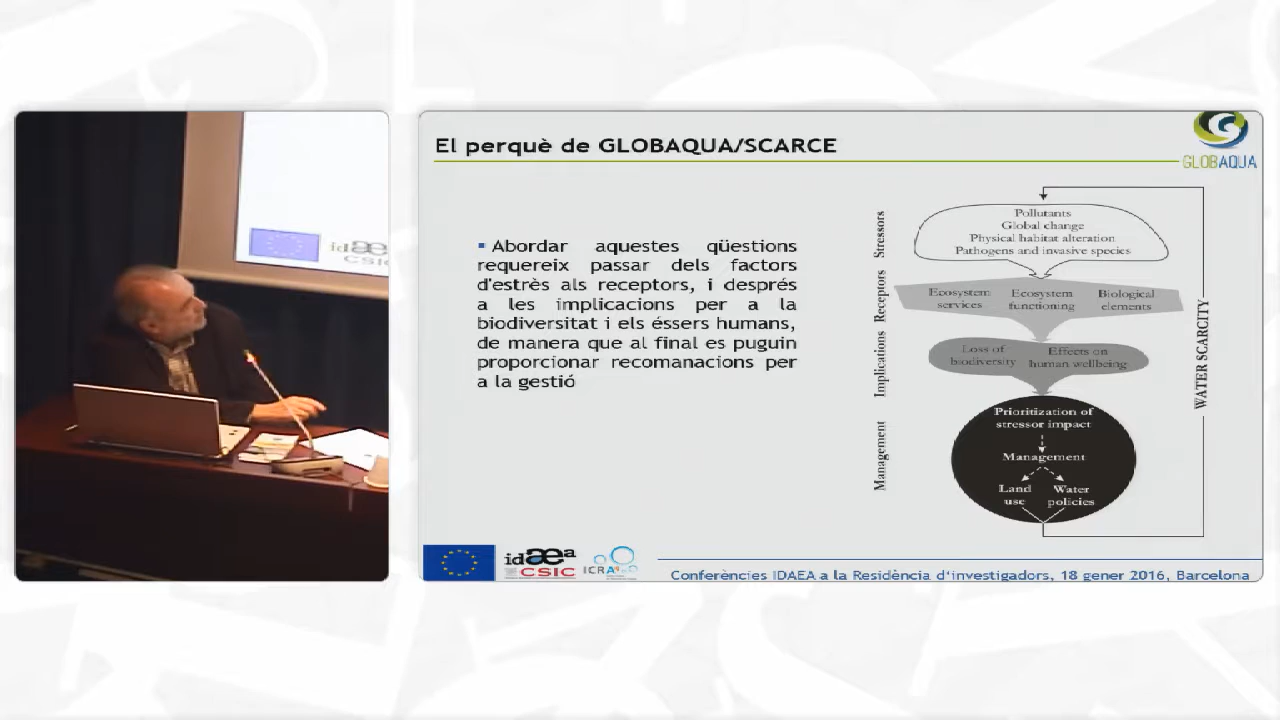 El perquè de GLOBAQUA/SCARCE
GLOBAQUA
▪ Abordar aquestes qüestions
requereix passar dels factors
d'estrès als receptors, i després
a les implicacions per a la
biodiversitat i els éssers humans,
de manera que al final es puguin
proporcionar recomanacions per
a la gestió
Stressors
Pollutants
Global change
Physical habitat alteration
Pathogens and invasive species
Receptors
Ecosystem
services
Ecosystem
functioning
Biological
elements
Implications
Loss of
biodiversity
Effects on
human wellbeing
Management
Prioritization of
stressor impact
Management
Land
use
Water
policies
WATER SCARCITY
idæa
CSIC
ICRA
Conferències IDAEA a la Residència d'investigadors, 18 gener 2016, Barcelona
idæ
CSIC